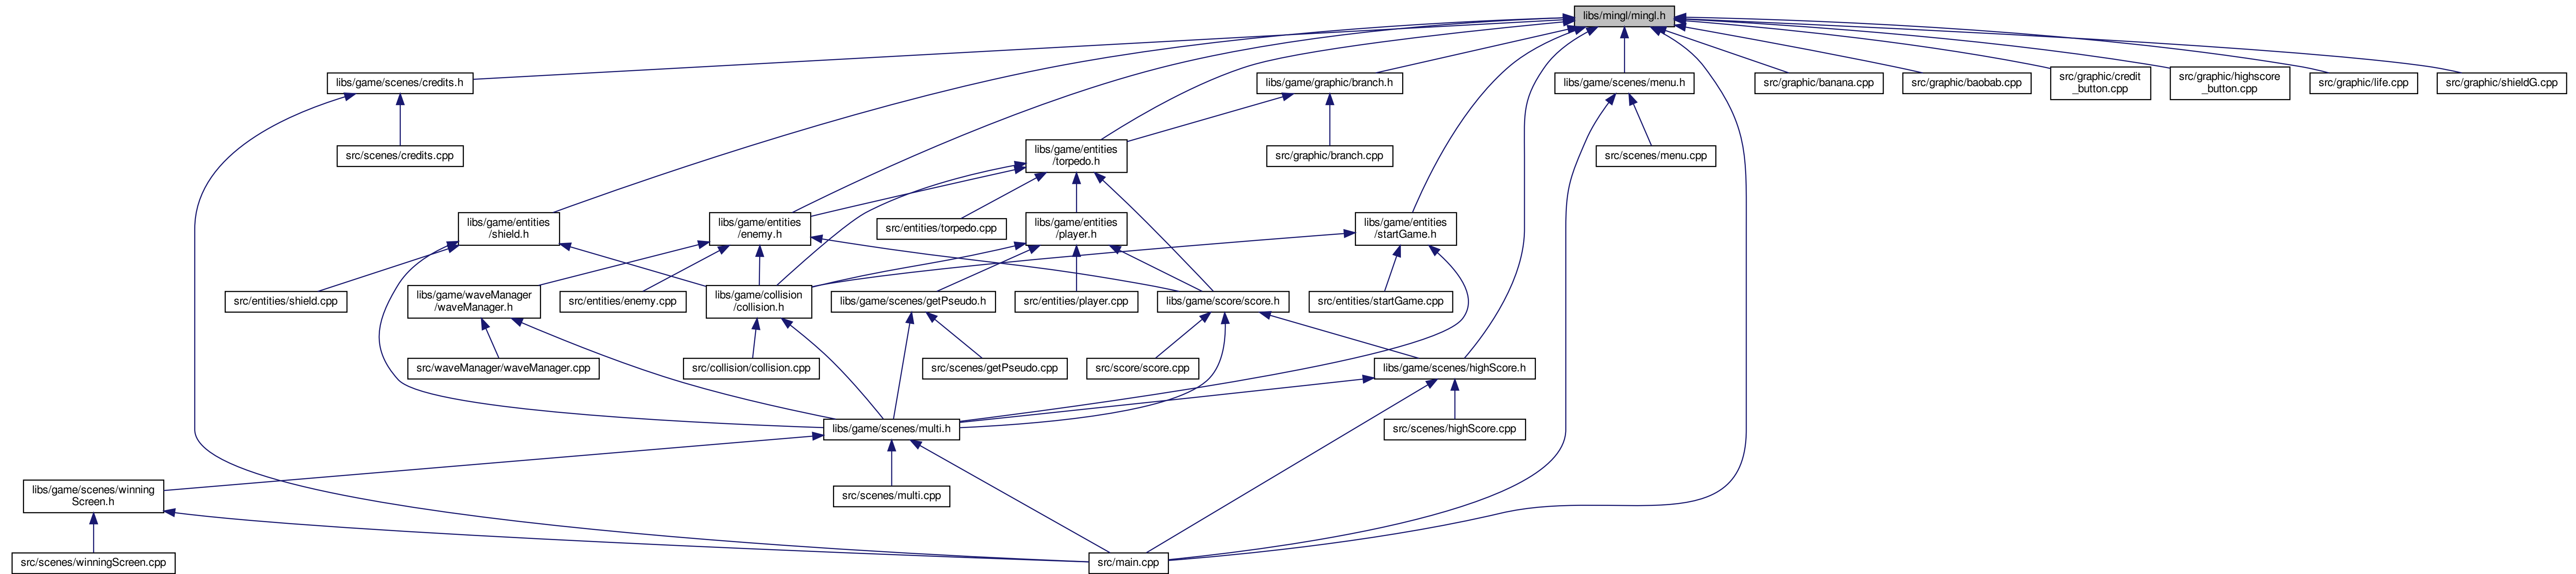 libs/mingl/mingl.h
libs/game/scenes/credits.h
libs/game/graphic/branch.h
libs/game/scenes/menu.h
src/graphic/banana.cpp
src/graphic/baobab.cpp
src/graphic/credit
_button.cpp
src/graphic/highscore
_button.cpp
src/graphic/life.cpp
src/graphic/shieldG.cpp
src/scenes/credits.cpp
libs/game/entities
/torpedo.h
src/graphic/branch.cpp
src/scenes/menu.cpp
libs/game/entities
/shield.h
libs/game/entities
/enemy.h
src/entities/torpedo.cpp
libs/game/entities
/player.h
libs/game/entities
/startGame.h
src/entities/shield.cpp
libs/game/waveManager
/waveManager.h
src/entities/enemy.cpp
libs/game/collision
/collision.h
libs/game/scenes/getPseudo.h
src/entities/player.cpp
libs/game/score/score.h
src/entities/startGame.cpp
src/waveManager/waveManager.cpp
src/collision/collision.cpp
src/scenes/getPseudo.cpp
src/score/score.cpp
libs/game/scenes/highScore.h
libs/game/scenes/multi.h
src/scenes/highScore.cpp
libs/game/scenes/winning
Screen.h
src/scenes/multi.cpp
src/scenes/winningScreen.cpp
src/main.cpp